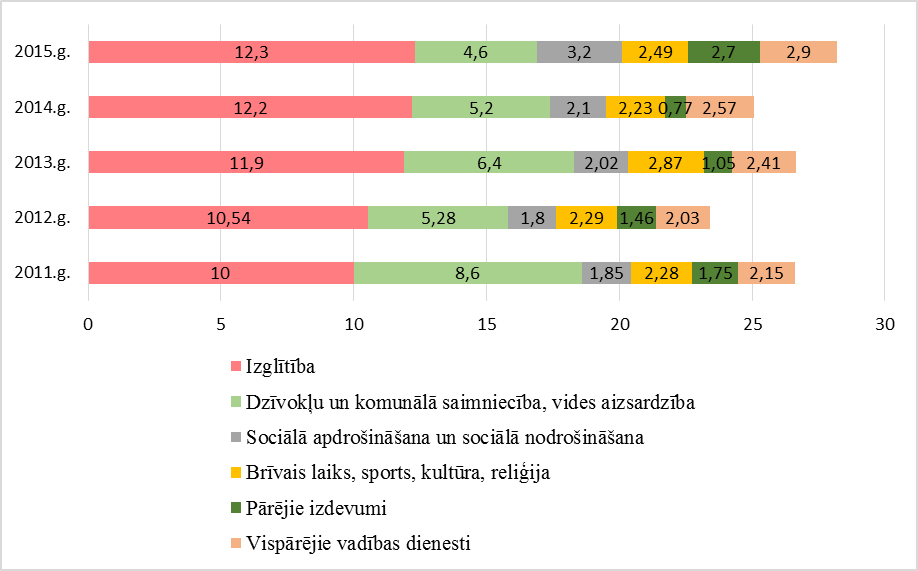 2015.g. 12,3 4,6 3,2 2,49 2,7 2,9
2014.g. 12,2 5,2 2,1 2,23 0,77 2,57
2013.g. 11,9 6,4 2,02 2,87 1,05 2,41
2012.g. 10,54 5,28 1,8 2,29 1,46 2,03
2011.g. 10 8,6 1,85 2,28 1,75 2,15
0 5 10 15 20 25 30
Izglītība
Dzīvokļu un komunālā saimniecība, vides aizsardzība
Sociālā apdrošināšana un sociālā nodrošināšana
Brīvais laiks, sports, kultūra, reliģija
Pārējie izdevumi
Vispārējie vadības dienesti